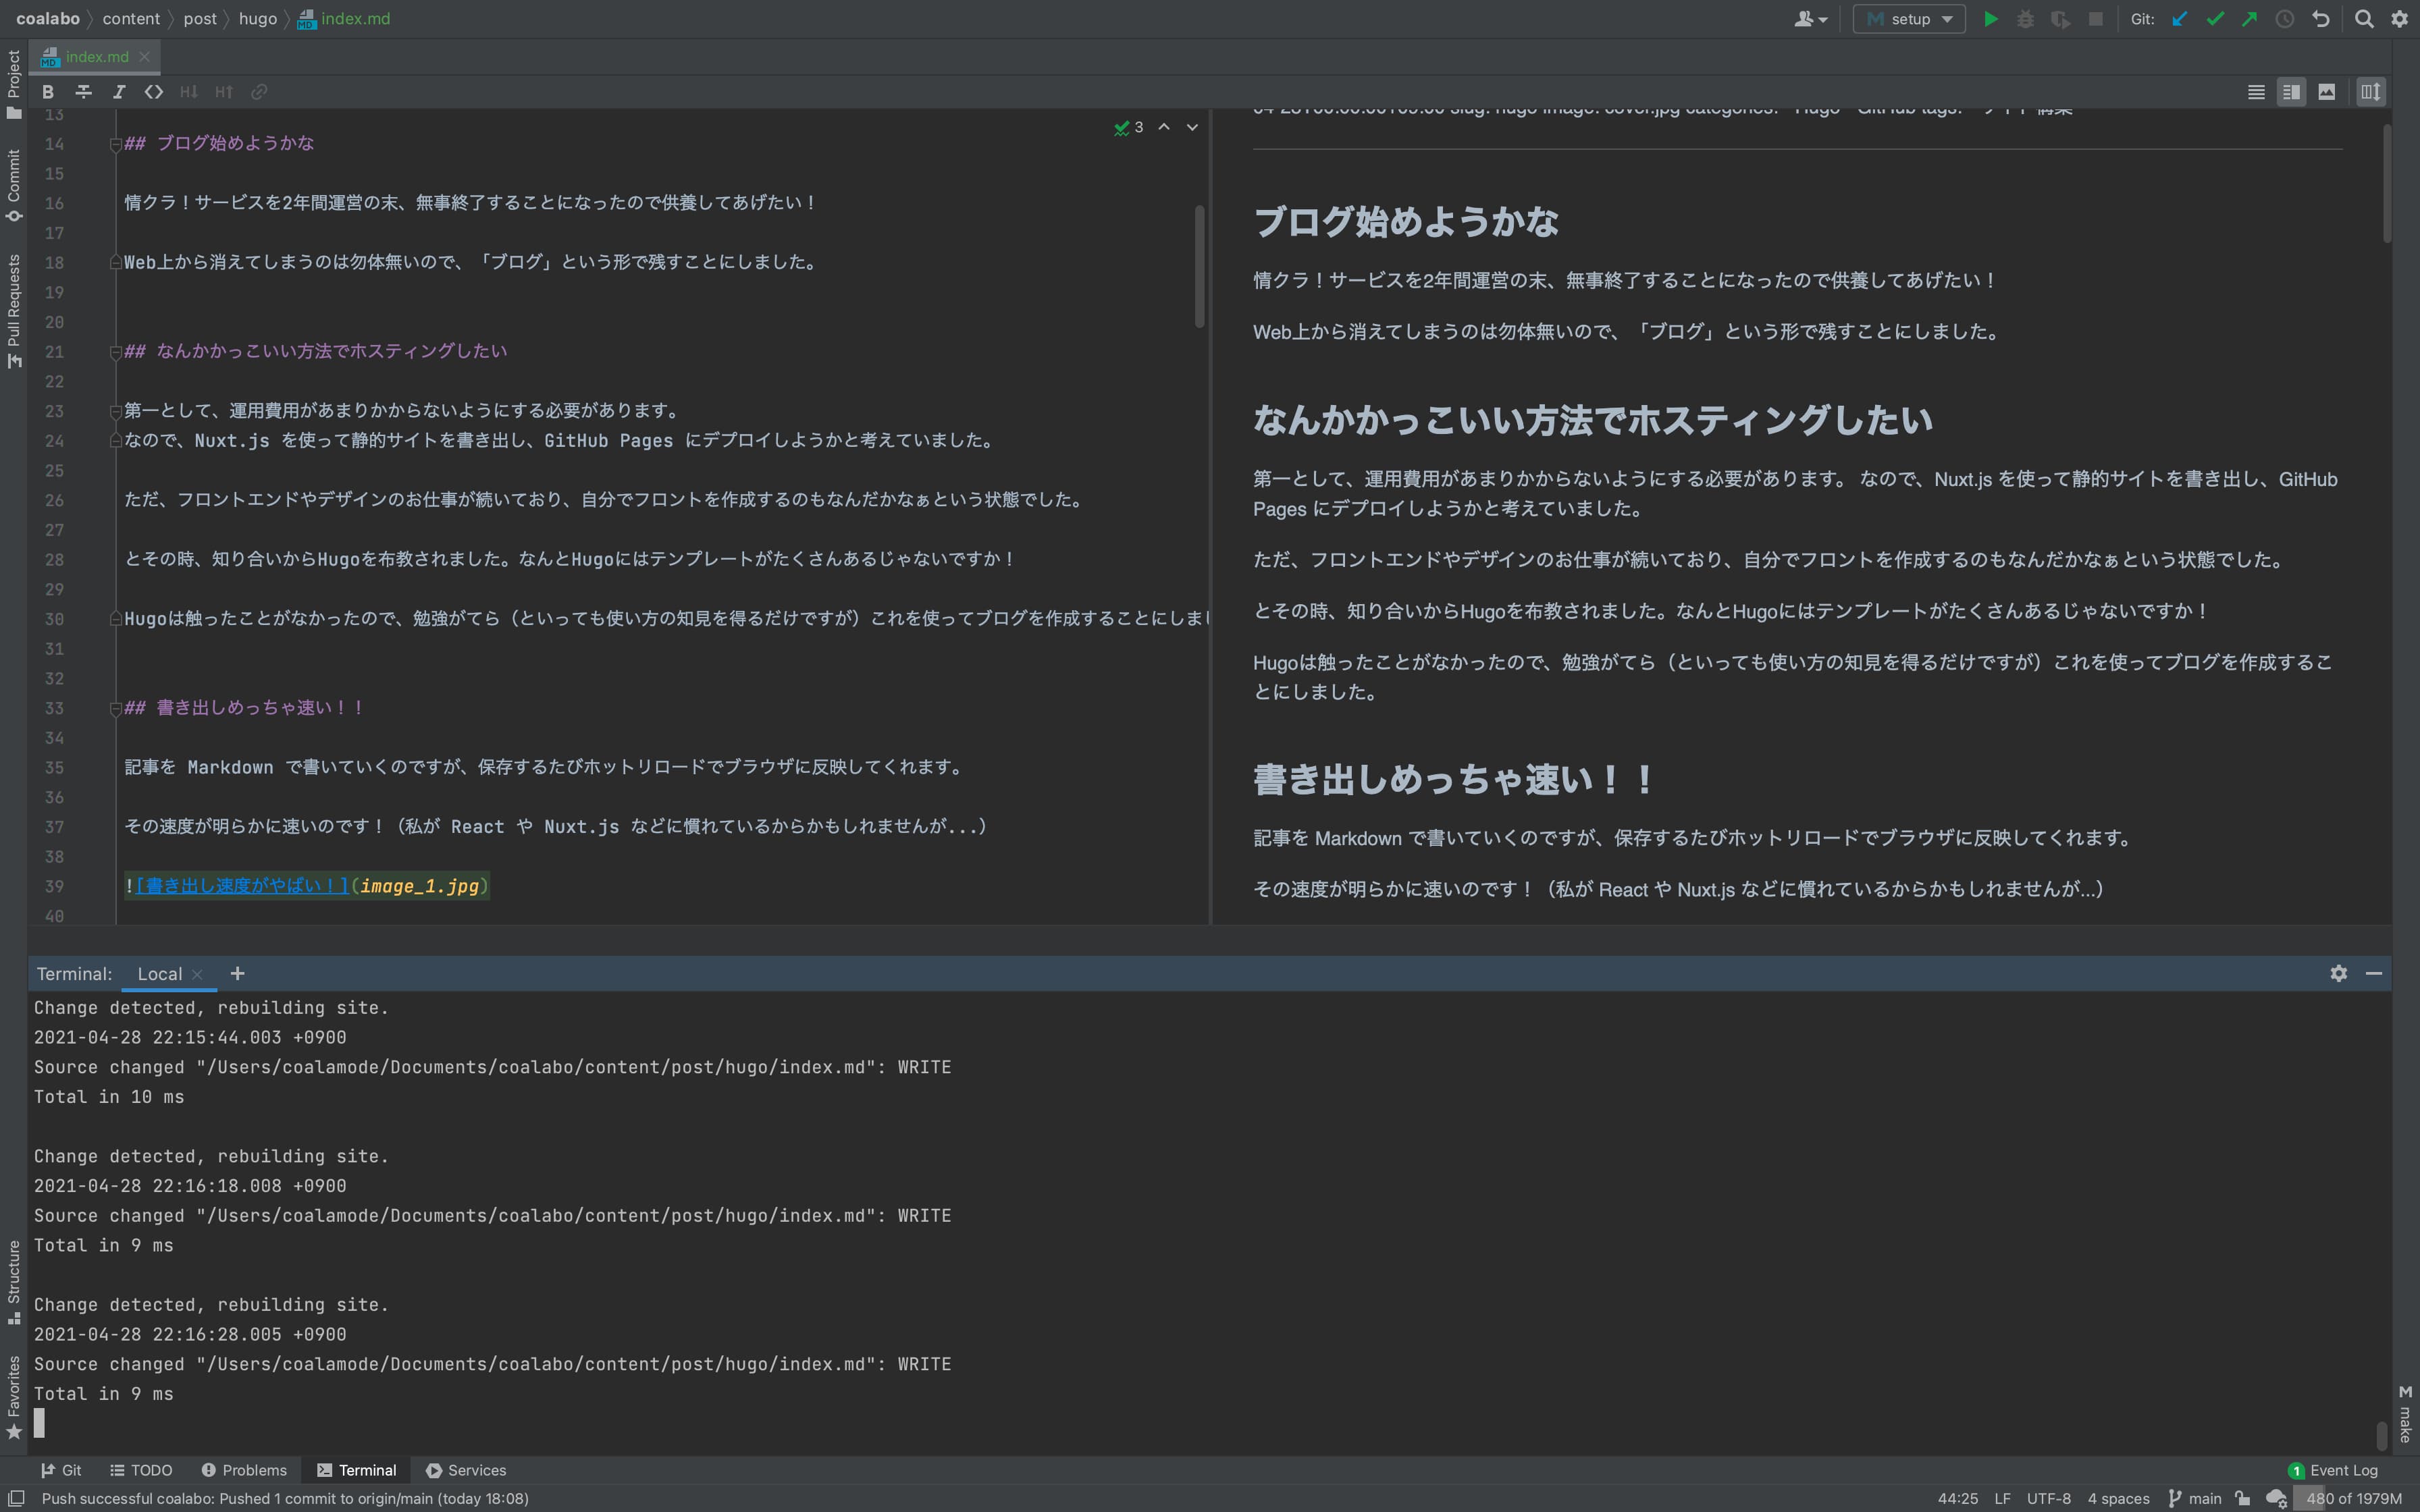 coalabo 〉 content 〉 post 〉 hugo 〉 index.md
setup
Git:
index.md
Project
Commit
Pull Requests
Structure
Favorites
make
B I <> H↓ H↑
3
13
14 ## ブログ始めようかな
15
16 情クラ！サービスを2年間運営の末、無事終了することになったので供養してあげたい！
17
18 Web上から消えてしまうのは勿体無いので、「ブログ」という形で残すことにしました。
19
20
21 ## なんかかっこいい方法でホスティングしたい
22
23 第一として、運用費用があまりかからないようにする必要があります。
24 なので、Nuxt.js を使って静的サイトを書き出し、GitHub Pages にデプロイしようかと考えていました。
25
26 ただ、フロントエンドやデザインのお仕事が続いており、自分でフロントを作成するのもなんだかなぁという状態でした。
27
28 とその時、知り合いからHugoを布教されました。なんとHugoにはテンプレートがたくさんあるじゃないですか！
29
30 Hugoは触ったことがなかったので、勉強がてら（といっても使い方の知見を得るだけですが）これを使ってブログを作成することにしまし
31
32
33 ## 書き出しめっちゃ速い！！
34
35 記事を Markdown で書いていくのですが、保存するたびホットリロードでブラウザに反映してくれます。
36
37 その速度が明らかに速いのです！（私が React や Nuxt.js などに慣れているからかもしれませんが...）
38
39 ![書き出し速度がやばい！](image_1.jpg)
40
ブログ始めようかな
情クラ！サービスを2年間運営の末、無事終了することになったので供養してあげたい！
Web上から消えてしまうのは勿体無いので、「ブログ」という形で残すことにしました。
なんかかっこいい方法でホスティングしたい
第一として、運用費用があまりかからないようにする必要があります。 なので、Nuxt.js を使って静的サイトを書き出し、GitHub
Pages にデプロイしようかと考えていました。
ただ、フロントエンドやデザインのお仕事が続いており、自分でフロントを作成するのもなんだかなぁという状態でした。
とその時、知り合いからHugoを布教されました。なんとHugoにはテンプレートがたくさんあるじゃないですか！
Hugoは触ったことがなかったので、勉強がてら（といっても使い方の知見を得るだけですが）これを使ってブログを作成するこ
とにしました。
書き出しめっちゃ速い！！
記事を Markdown で書いていくのですが、保存するたびホットリロードでブラウザに反映してくれます。
その速度が明らかに速いのです！（私が React や Nuxt.js などに慣れているからかもしれませんが...）
Terminal: Local × +
Change detected, rebuilding site.
2021-04-28 22:15:44.003 +0900
Source changed "/Users/coalamode/Documents/coalabo/content/post/hugo/index.md": WRITE
Total in 10 ms
Change detected, rebuilding site.
2021-04-28 22:16:18.008 +0900
Source changed "/Users/coalamode/Documents/coalabo/content/post/hugo/index.md": WRITE
Total in 9 ms
Change detected, rebuilding site.
2021-04-28 22:16:28.005 +0900
Source changed "/Users/coalamode/Documents/coalabo/content/post/hugo/index.md": WRITE
Total in 9 ms
Git TODO Problems Terminal Services
1 Event Log
Push successful coalabo: Pushed 1 commit to origin/main (today 18:08)
44:25 LF UTF-8 4 spaces main 480 of 1979M